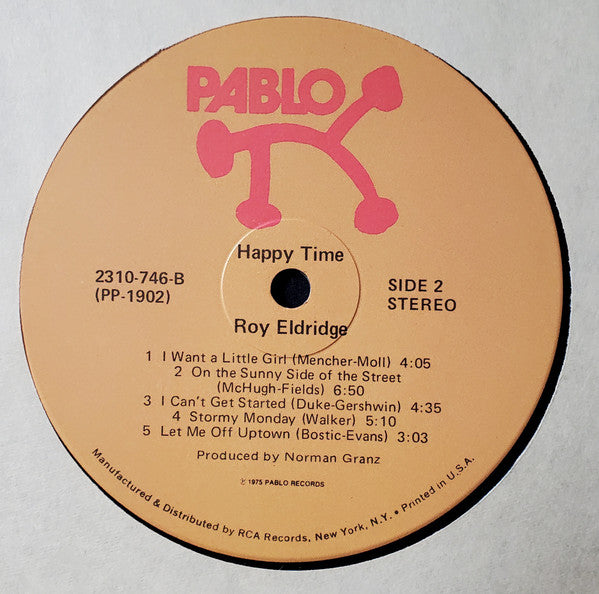 PABLO
Happy Time
2310-746-B
(PP-1902)
SIDE 2
STEREO
Roy Eldridge
1 I Want a Little Girl (Mencher-Moll) 4:05
2 On the Sunny Side of the Street
(McHugh-Fields) 6:50
3 I Can't Get Started (Duke-Gershwin) 4:35
4 Stormy Monday (Walker) 5:10
5 Let Me Off Uptown (Bostic-Evans) 3:03
Produced by Norman Granz
℗ 1975 PABLO RECORDS
Manufactured & Distributed by RCA Records, New York, N.Y. • Printed in U.S.A.